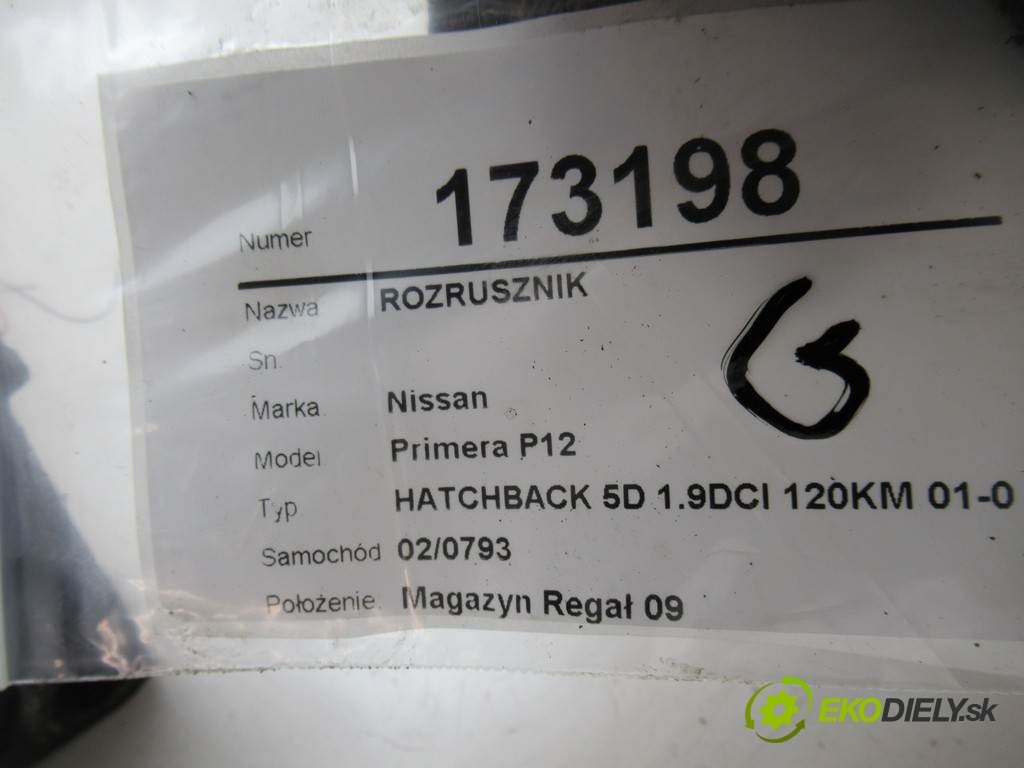 Numer 173198
Nazwa ROZRUSZNIK
Sn.
Marka Nissan
Model Primera P12
Typ HATCHBACK 5D 1.9DCI 120KM 01-0
Samochód 02/0793
Położenie Magazyn Regał 09
EKODIELY.sk